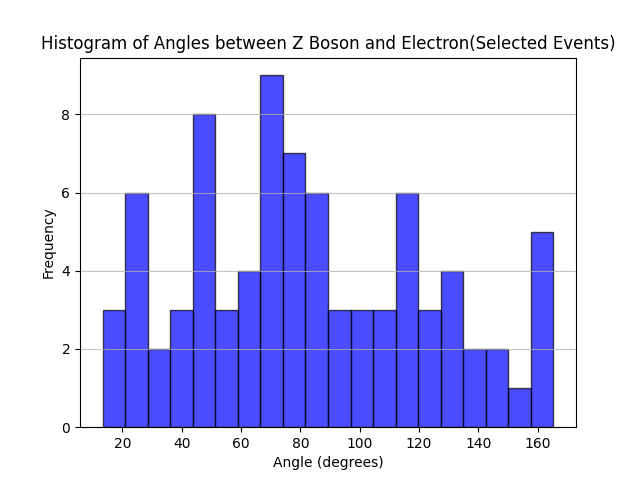 Histogram of Angles between Z Boson and Electron(Selected Events)
8
6
4
2
0
Frequency
20 40 60 80 100 120 140 160
Angle (degrees)